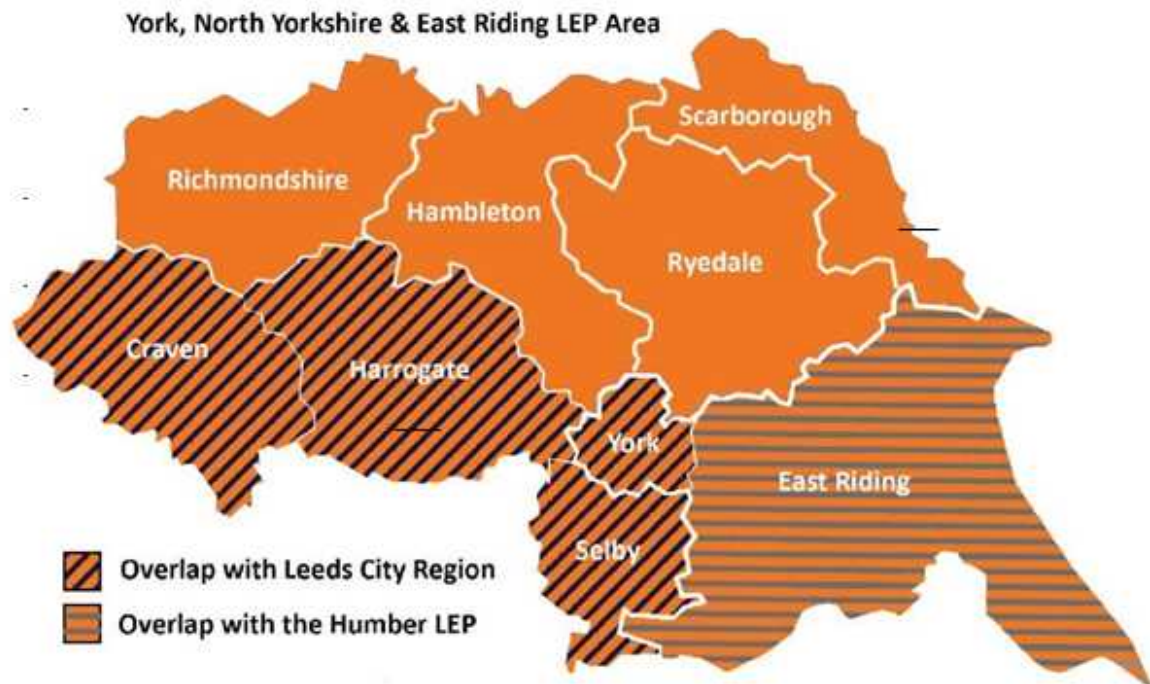 York, North Yorkshire & East Riding LEP Area
Scarborough
Richmondshire
Hambleton
Ryedale
Craven
Harrogate
York
East Riding
Selby
Overlap with Leeds City Region
Overlap with the Humber LEP